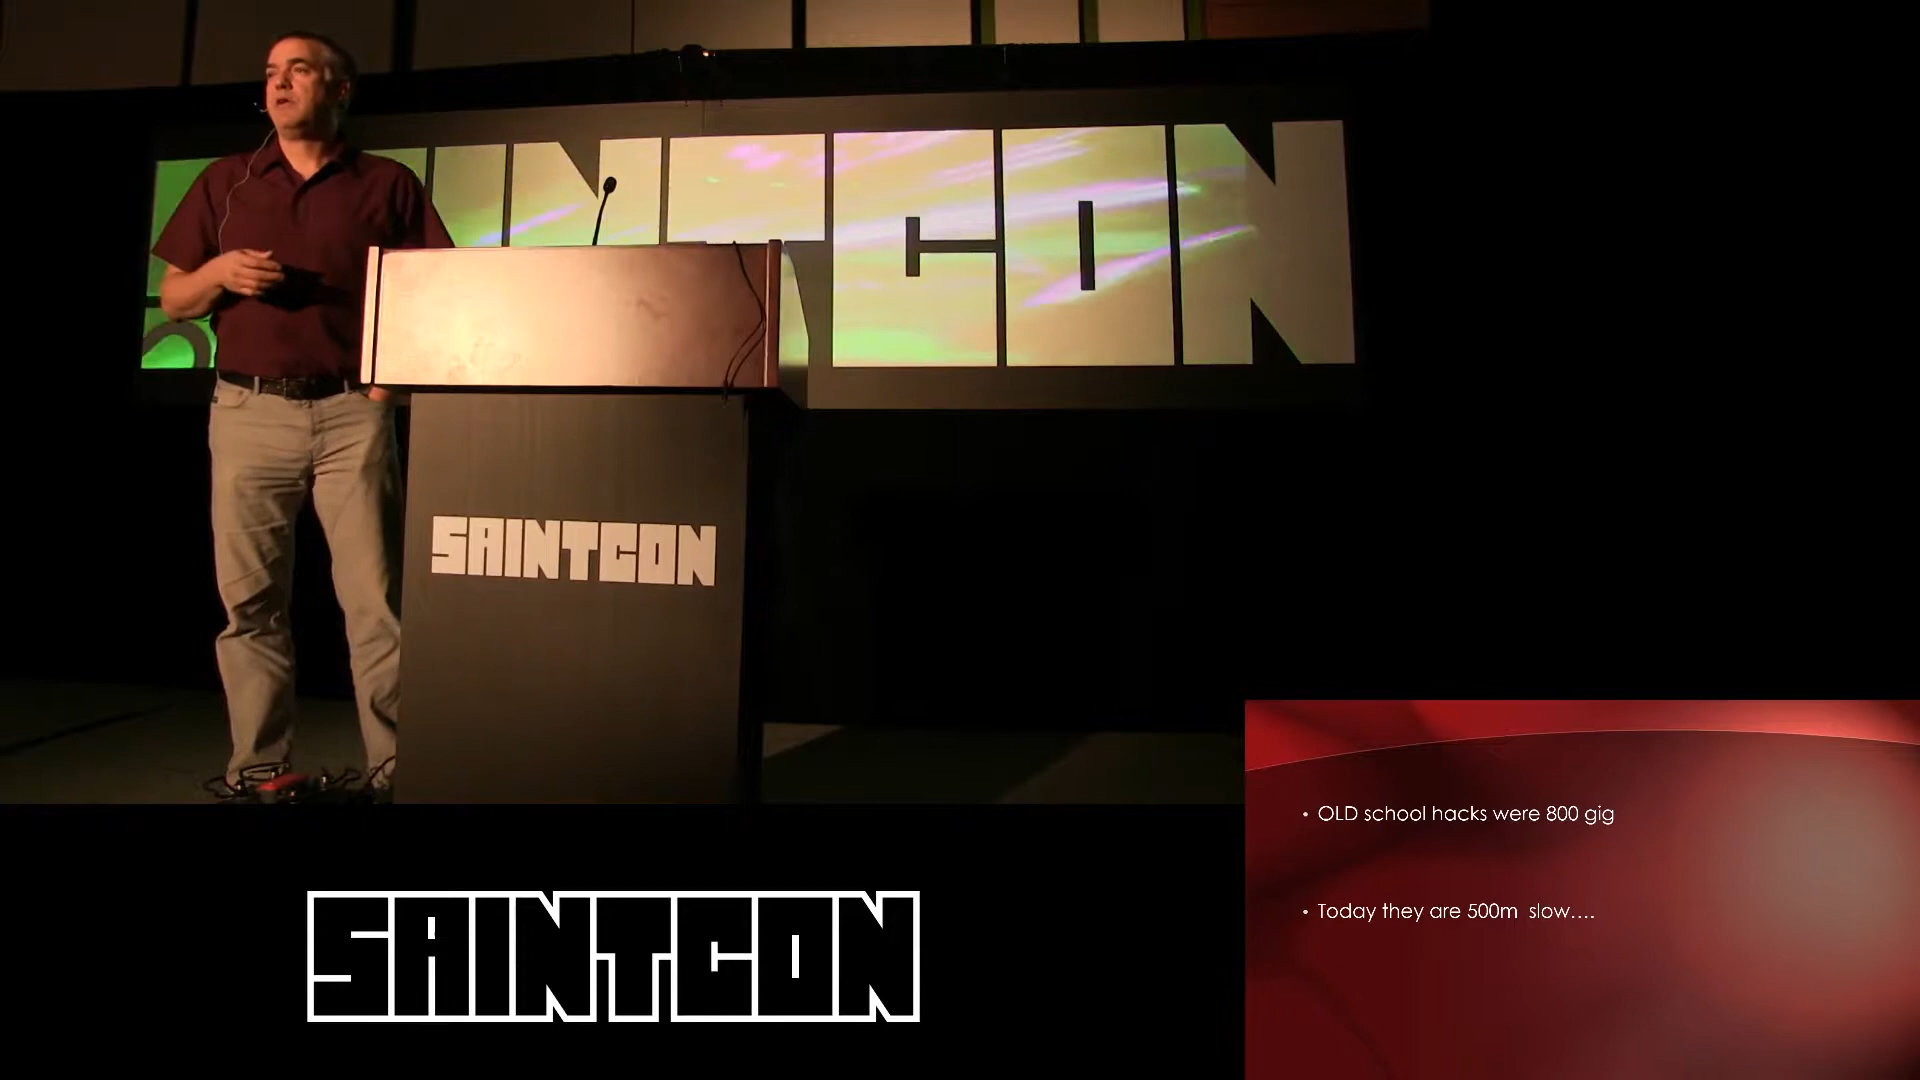 SAINTCON
SAINTCON
• OLD school hacks were 800 gig
• Today they are 500m slow....
SAINTCON